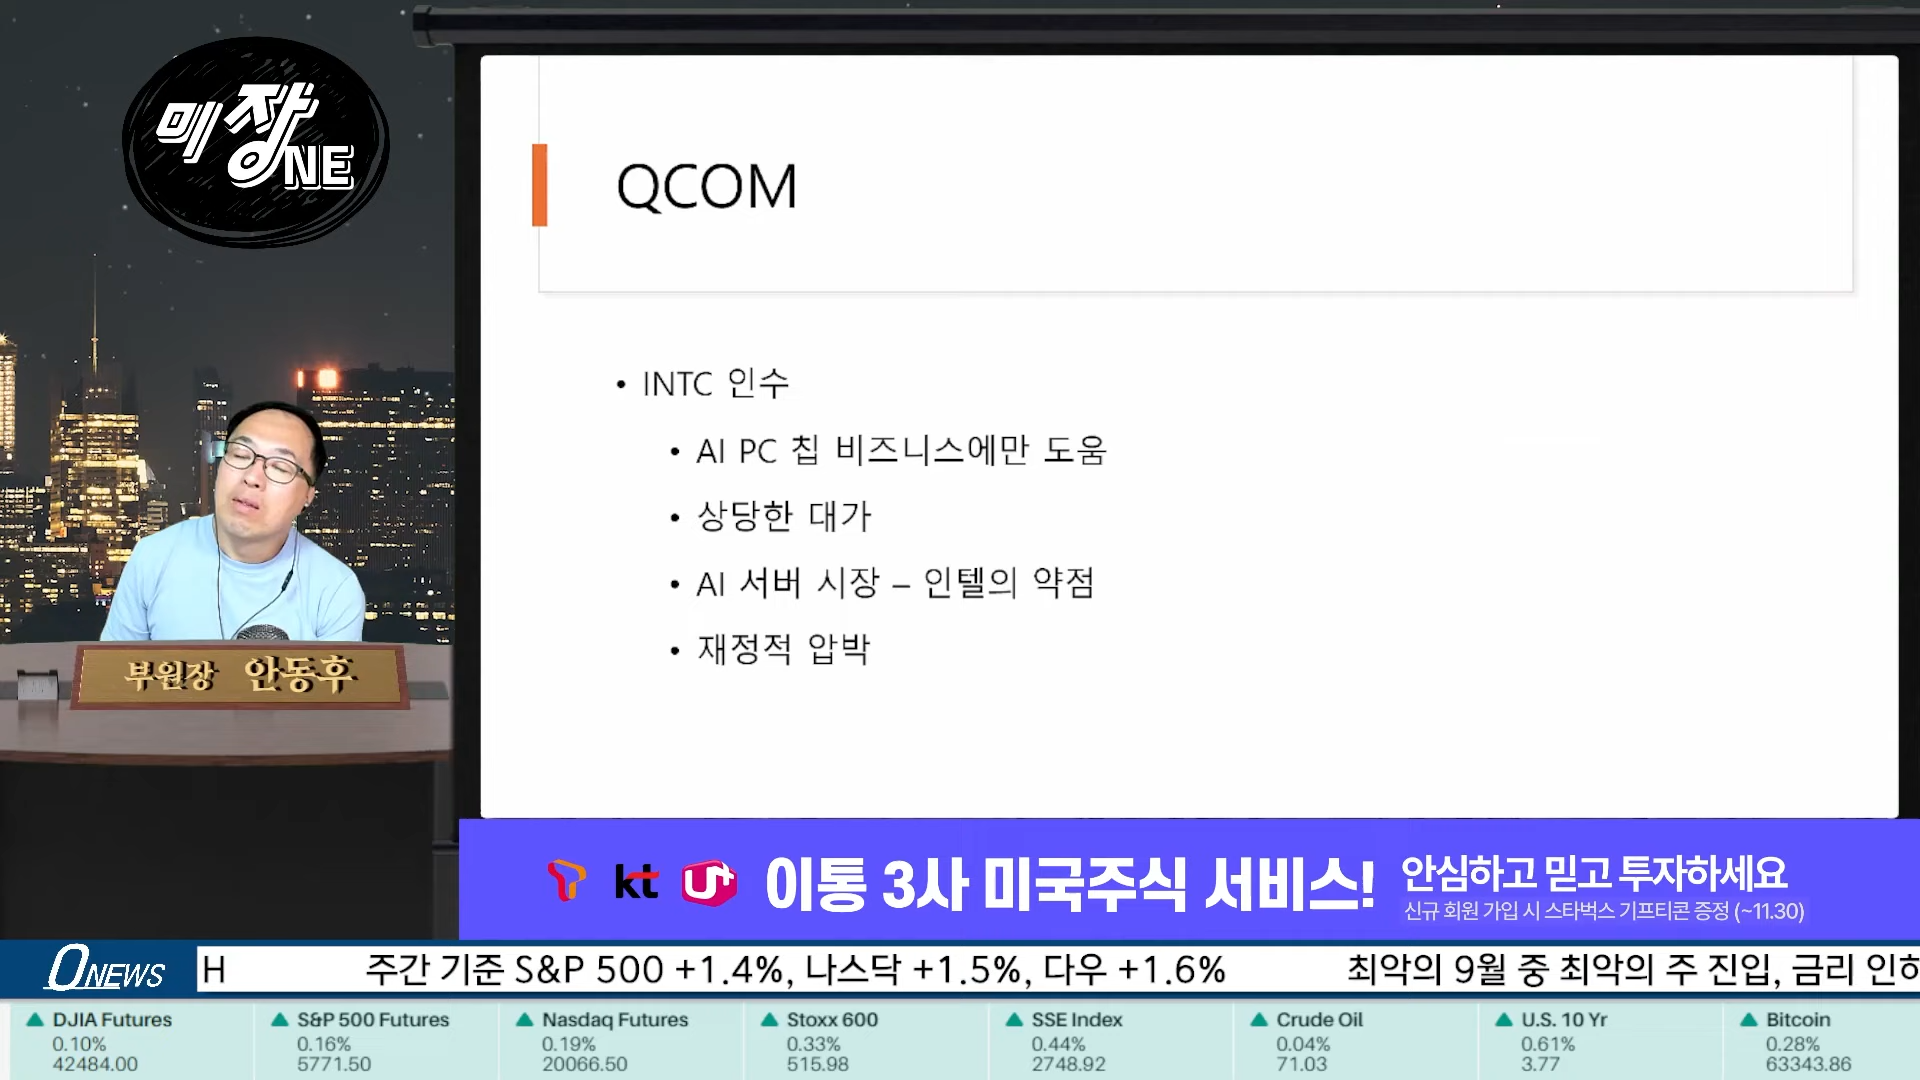 미장
ONE
QCOM
• INTC 인수
• AI PC 칩 비즈니스에만 도움
• 상당한 대가
• AI 서버 시장 – 인텔의 약점
• 재정적 압박
부원장 안동후
kt U+ 이통 3사 미국주식 서비스! 안심하고 믿고 투자하세요
신규 회원 가입 시 스타벅스 기프티콘 증정 (~11.30)
ONEWS H 주간 기준 S&P 500 +1.4%, 나스닥 +1.5%, 다우 +1.6% 최악의 9월 중 최악의 주 진입, 금리 인하
DJIA Futures
0.10%
42484.00
S&P 500 Futures
0.16%
5771.50
Nasdaq Futures
0.19%
20066.50
Stoxx 600
0.33%
515.98
SSE Index
0.44%
2748.92
Crude Oil
0.04%
71.03
U.S. 10 Yr
0.61%
3.77
Bitcoin
0.28%
63343.86